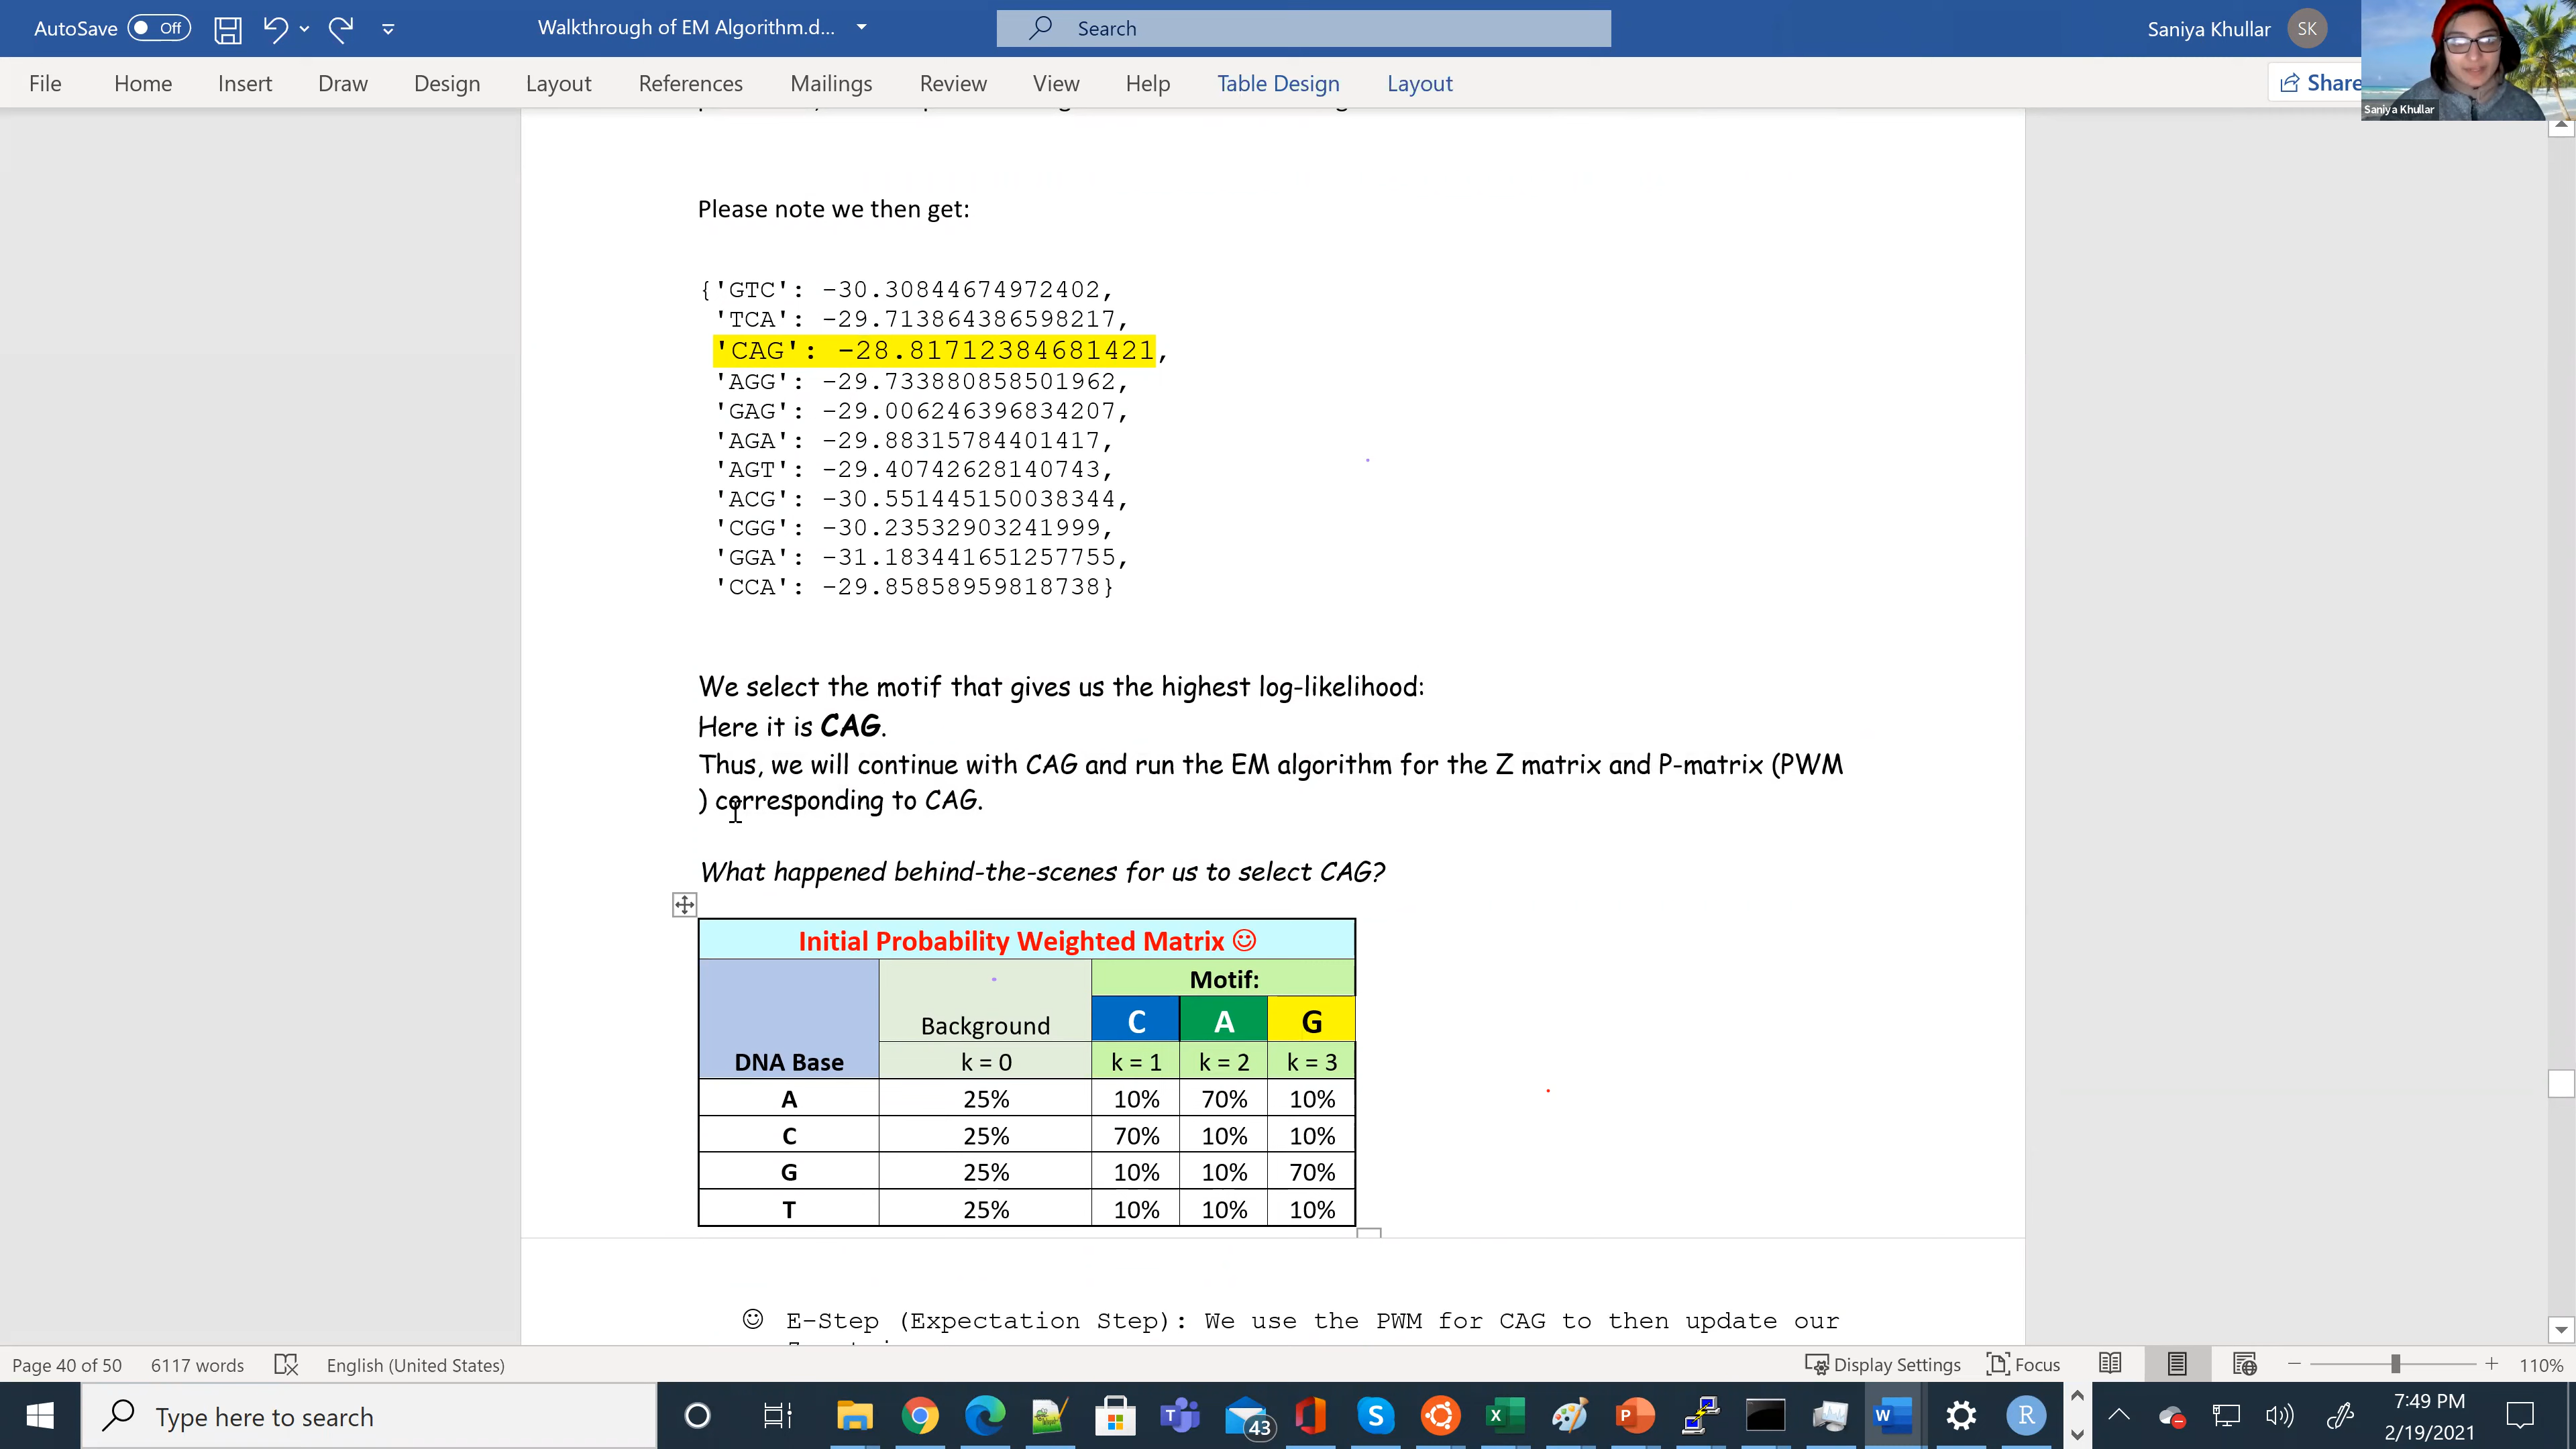 AutoSave Off Walkthrough of EM Algorithm.d... Search Saniya Khullar SK
File Home Insert Draw Design Layout References Mailings Review View Help Table Design Layout Share
Saniya Khullar
Please note we then get:
{'GTC': -30.30844674972402,
'TCA': -29.713864386598217,
'CAG': -28.81712384681421,
'AGG': -29.733880858501962,
'GAG': -29.006246396834207,
'AGA': -29.88315784401417,
'AGT': -29.40742628140743,
'ACG': -30.551445150038344,
'CGG': -30.23532903241999,
'GGA': -31.183441651257755,
'CCA': -29.85858959818738}
We select the motif that gives us the highest log-likelihood:
Here it is CAG.
Thus, we will continue with CAG and run the EM algorithm for the Z matrix and P-matrix (PWM
) corresponding to CAG.
What happened behind-the-scenes for us to select CAG?
Initial Probability Weighted Matrix ☺
Motif:
Background C A G
DNA Base k = 0 k = 1 k = 2 k = 3
A 25% 10% 70% 10%
C 25% 70% 10% 10%
G 25% 10% 10% 70%
T 25% 10% 10% 10%
☺ E-Step (Expectation Step): We use the PWM for CAG to then update our
Page 40 of 50 6117 words English (United States) Display Settings Focus 110%
Type here to search 43 7:49 PM
2/19/2021